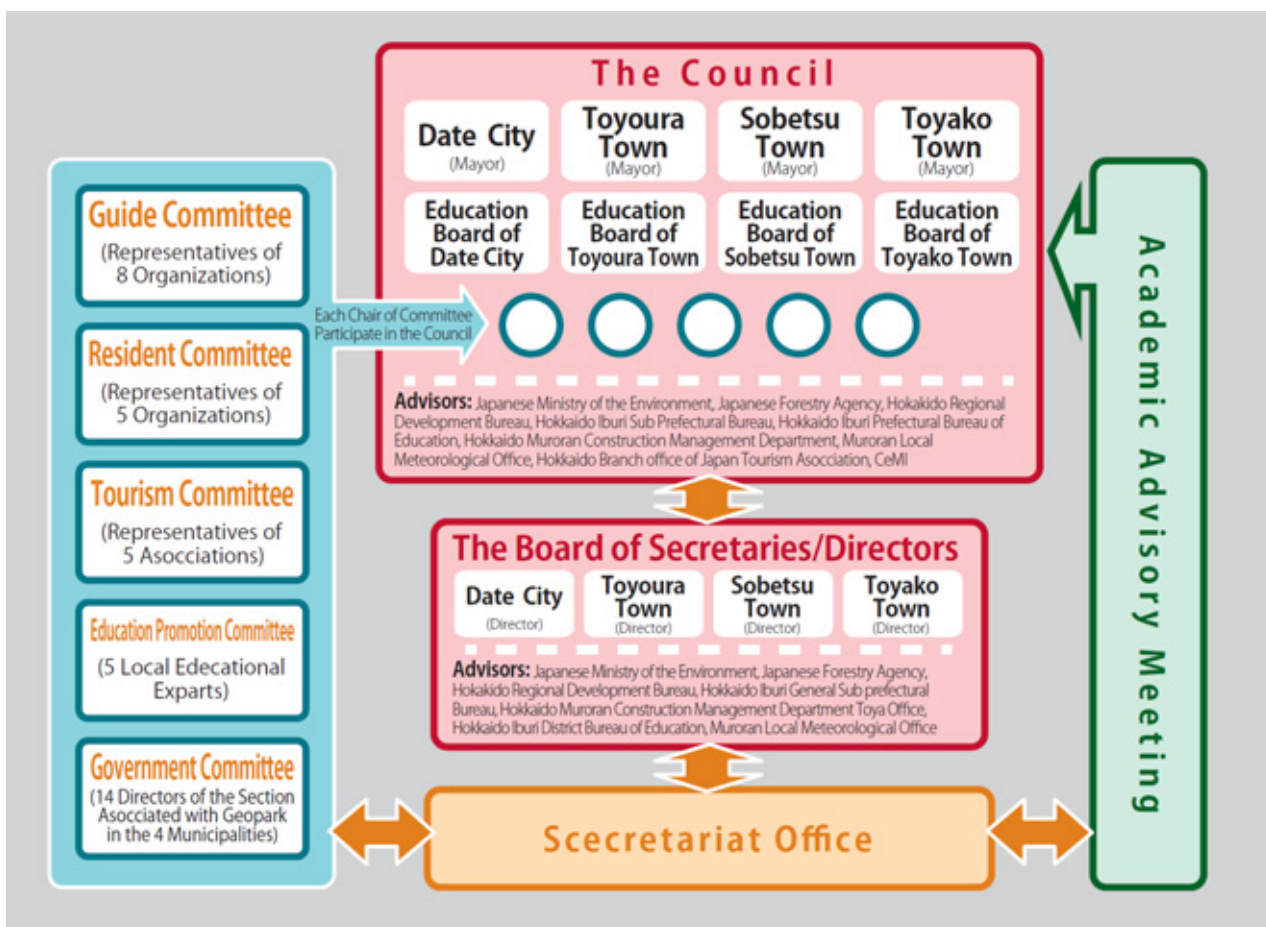 The Council
Date City
(Mayor)
Toyoura
Town
(Mayor)
Sobetsu
Town
(Mayor)
Toyako
Town
(Mayor)
Education
Board of
Date City
Education
Board of
Toyoura Town
Education
Board of
Sobetsu Town
Education
Board of
Toyako Town
Advisors: Japanese Ministry of the Environment, Japanese Forestry Agency, Hokakido Regional
Development Bureau, Hokkaido Iburi Sub Prefectural Bureau, Hokkaido Iburi Prefectural Bureau of
Education, Hokkaido Muroran Construction Management Department, Muroran Local
Meteorological Office, Hokkaido Branch office of Japan Tourism Asocciation, CeMI
Guide Committee
(Representatives of
8 Organizations)
Each Chair of Committee
Participate in the Council
Resident Committee
(Representatives of
5 Organizations)
Tourism Committee
(Representatives of
5 Asocciations)
Education Promotion Committee
(5 Local Edecational
Exparts)
Government Committee
(14 Directors of the Section
Asocciated with Geopark
in the 4 Municipalities)
The Board of Secretaries/Directors
Date City
(Director)
Toyoura
Town
(Director)
Sobetsu
Town
(Director)
Toyako
Town
(Director)
Advisors: Japanese Ministry of the Environment, Japanese Forestry Agency,
Hokakido Regional Development Bureau, Hokkaido Iburi General Sub prefectural
Bureau, Hokkaido Muroran Construction Management Department Toya Office,
Hokkaido Iburi District Bureau of Education, Muroran Local Meteorological Office
Scecretariat Office
Academic Advisory Meeting